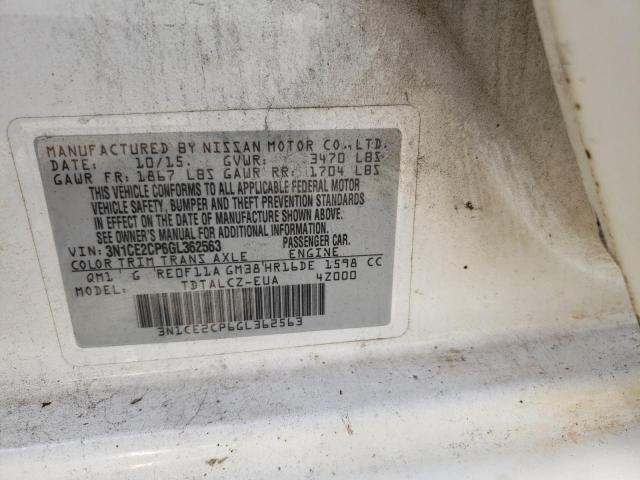 MANUFACTURED BY NISSAN MOTOR CO.,LTD.
DATE: 10/15. GVWR: 3470 LBS
GAWR FR: 1867 LBS GAWR RR: 1704 LBS
THIS VEHICLE CONFORMS TO ALL APPLICABLE FEDERAL MOTOR
VEHICLE SAFETY, BUMPER AND THEFT PREVENTION STANDARDS
IN EFFECT ON THE DATE OF MANUFACTURE SHOWN ABOVE.
SEE OWNER'S MANUAL FOR ADDITIONAL INFORMATION.
VIN: 3N1CE2CP6GL362563 PASSENGER CAR.
COLOR TRIM TRANS AXLE ENGINE
QM1 G RE0F11A GM38 HR16DE 1598 CC
MODEL: TDTALCZ-EUA 4Z000
3N1CE2CP6GL362563